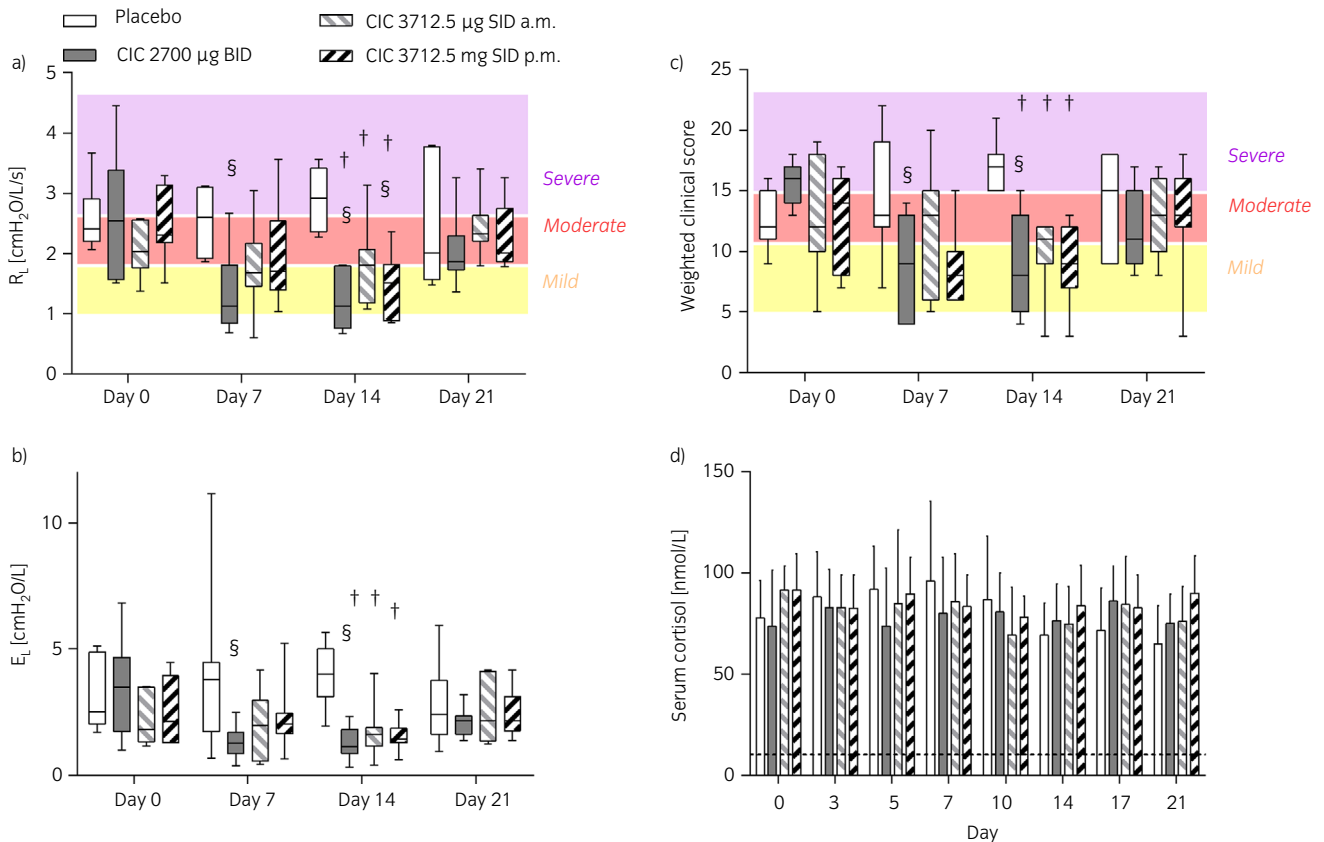 Placebo
CIC 3712.5 µg SID a.m.
CIC 2700 µg BID
CIC 3712.5 mg SID p.m.
a)
5
4
3
2
1
0
R_L [cmH₂O/L/s]
§
†
§
†
†
§
Severe
Moderate
Mild
Day 0
Day 7
Day 14
Day 21
c)
25
20
15
10
5
0
Weighted clinical score
§
§
†
†
†
Severe
Moderate
Mild
Day 0
Day 7
Day 14
Day 21
b)
10
5
0
E_L [cmH₂O/L]
§
§
†
†
†
Day 0
Day 7
Day 14
Day 21
d)
150
100
50
0
Serum cortisol [nmol/L]
0
3
5
7
10
14
17
21
Day